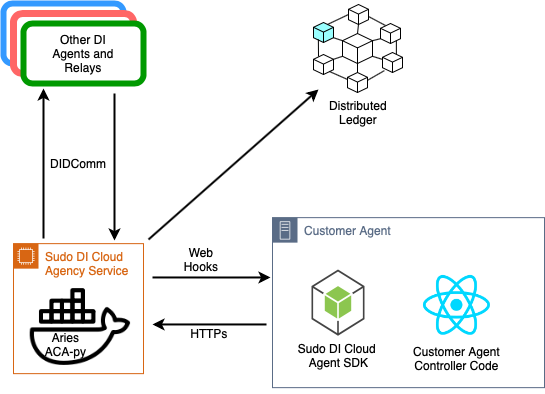 Other DI
Agents and
Relays
Distributed
Ledger
DIDComm
Customer Agent
Sudo DI Cloud
Agency Service
Web
Hooks
Aries
ACA-py
HTTPs
Sudo DI Cloud
Agent SDK
Customer Agent
Controller Code